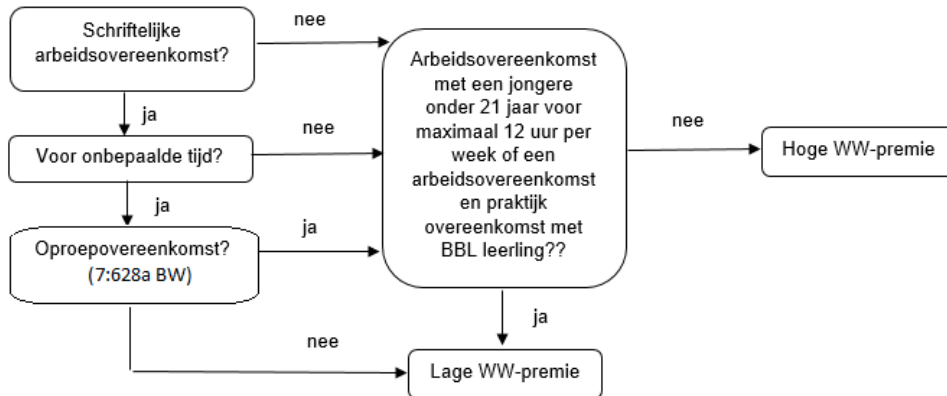 Schriftelijke
arbeidsovereenkomst?
nee
ja
Voor onbepaalde tijd?
nee
ja
Oproepovereenkomst?
(7:628a BW)
ja
nee
Arbeidsovereenkomst
met een jongere
onder 21 jaar voor
maximaal 12 uur per
week of een
arbeidsovereenkomst
en praktijk
overeenkomst met
BBL leerling??
nee
Hoge WW-premie
ja
Lage WW-premie